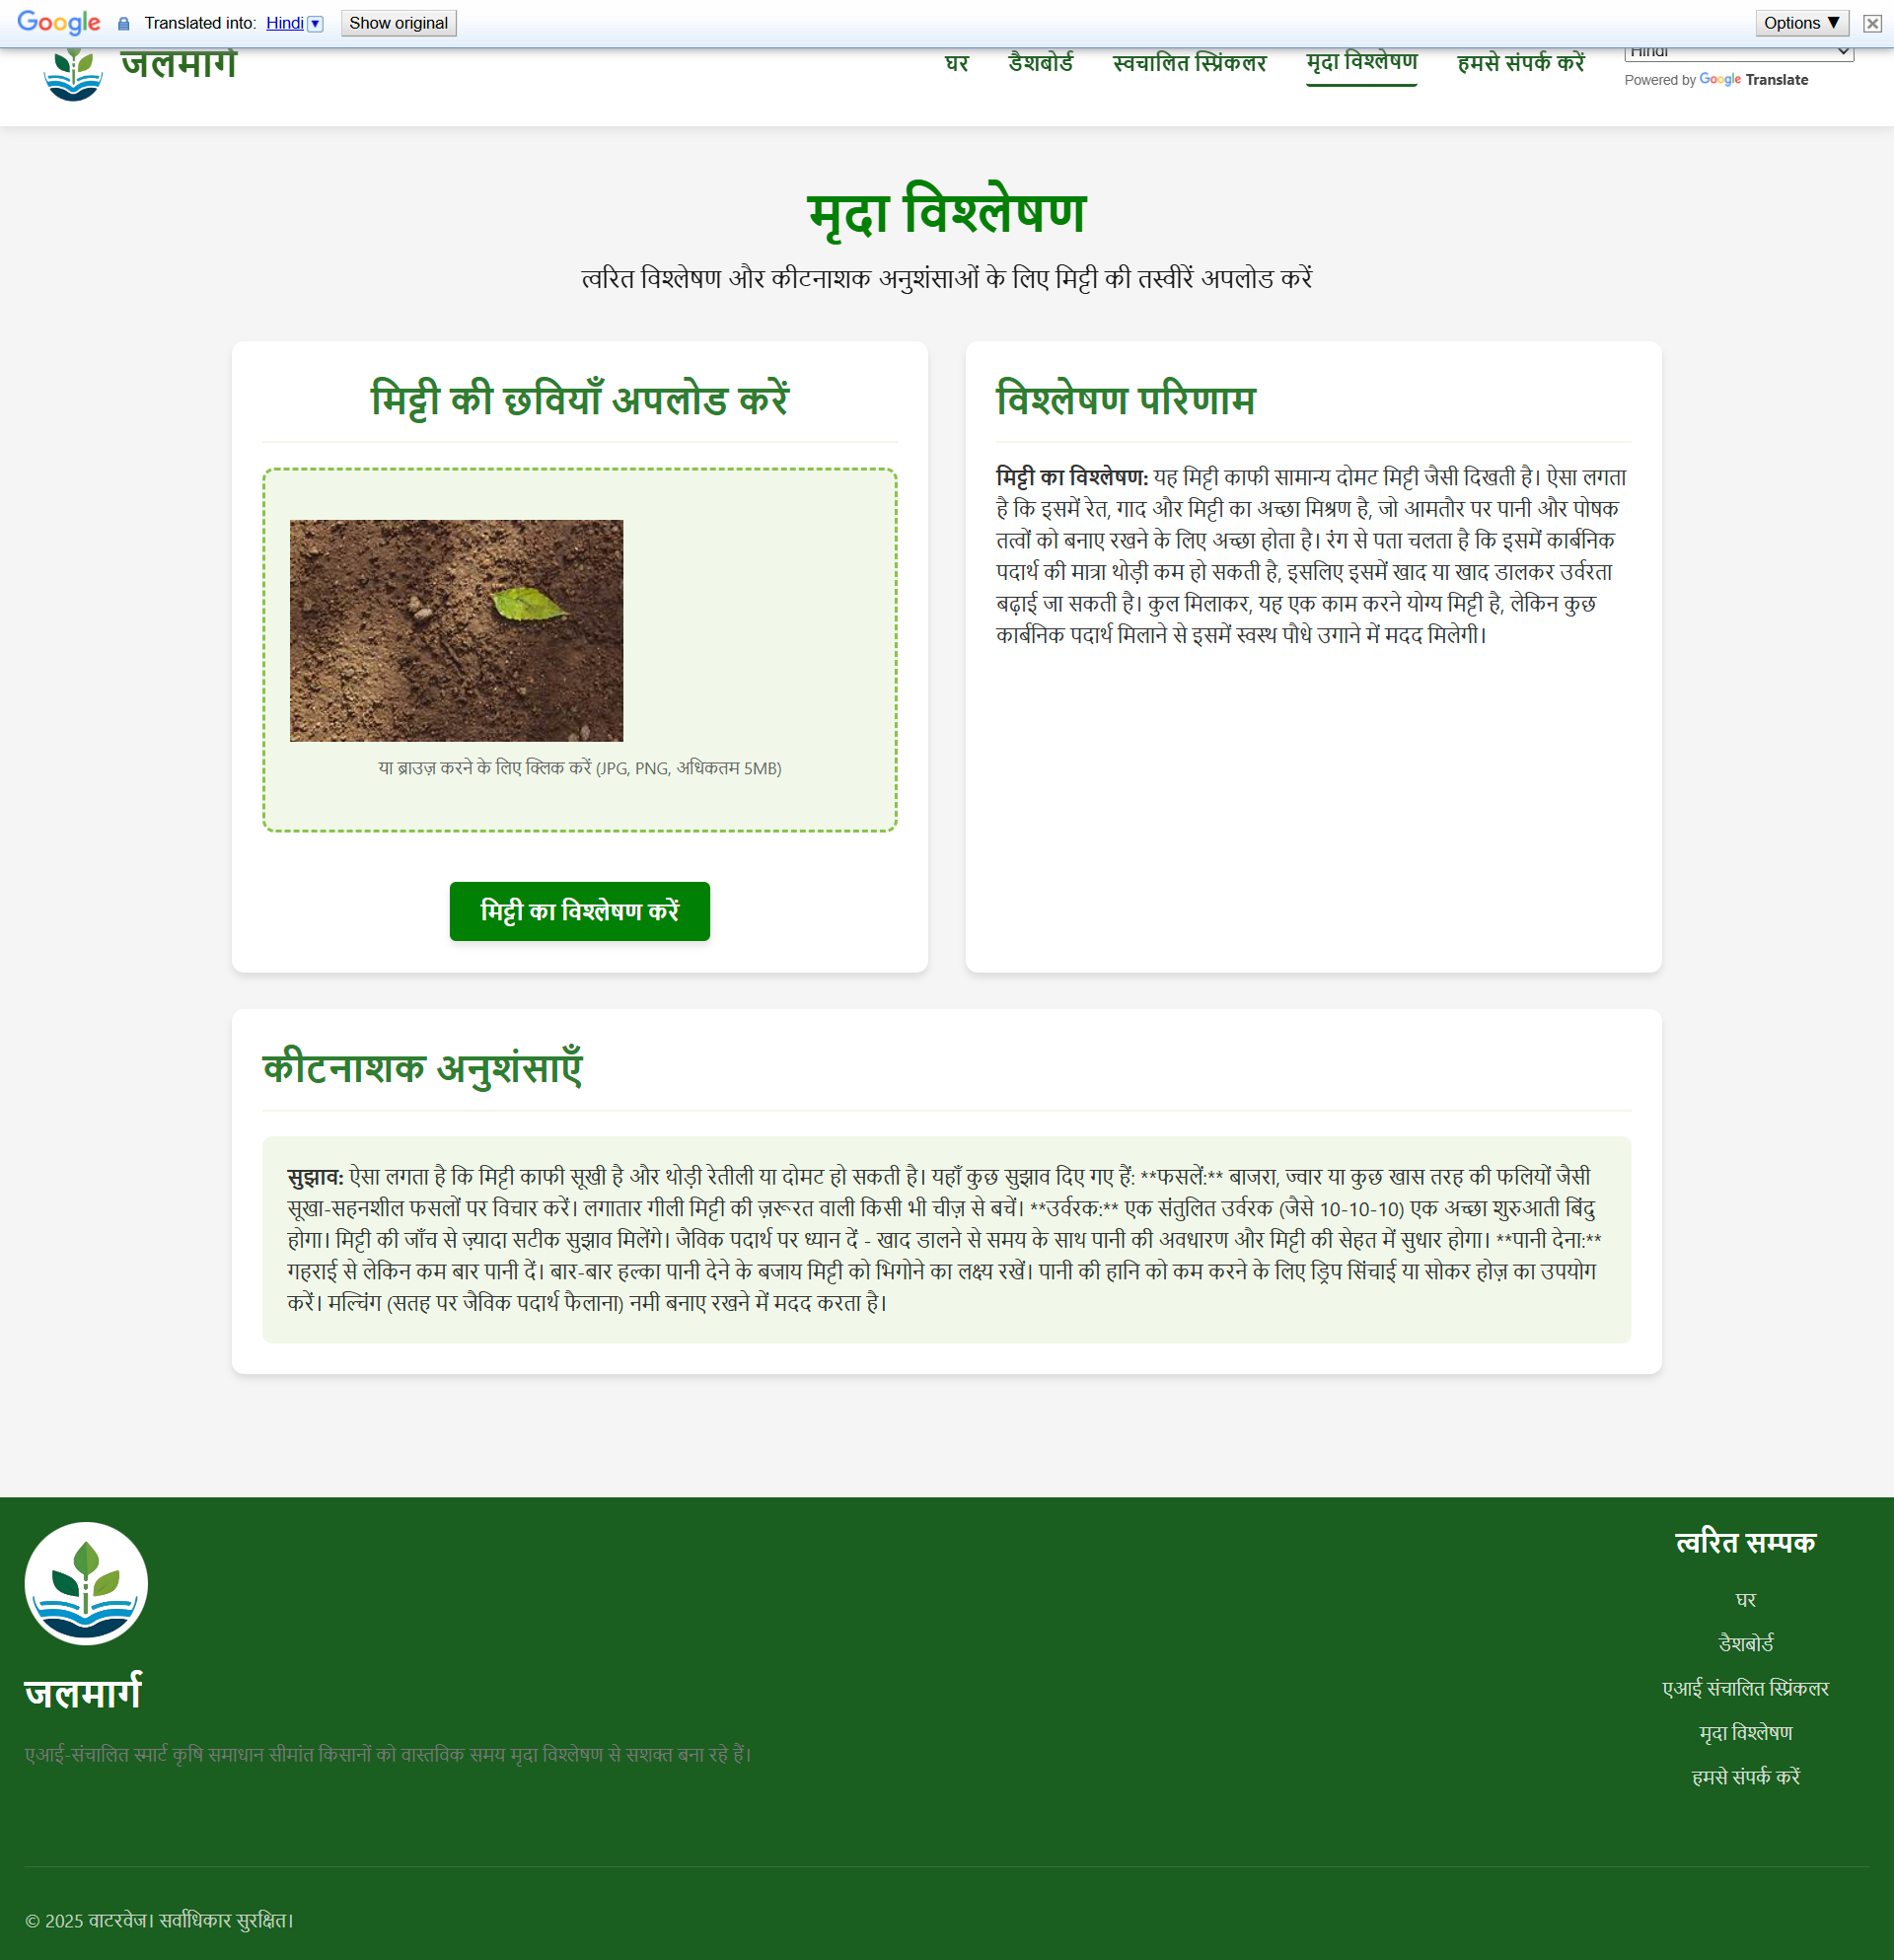 Google Translated into: Hindi ▼ Show original Options ▼
जलमार्ग
घर डैशबोर्ड स्वचालित स्प्रिंकलर मृदा विश्लेषण हमसे संपर्क करें
Hindi
Powered by Google Translate
मृदा विश्लेषण
त्वरित विश्लेषण और कीटनाशक अनुशंसाओं के लिए मिट्टी की तस्वीरें अपलोड करें
मिट्टी की छवियाँ अपलोड करें
या ब्राउज़ करने के लिए क्लिक करें (JPG, PNG, अधिकतम 5MB)
मिट्टी का विश्लेषण करें
विश्लेषण परिणाम
मिट्टी का विश्लेषण: यह मिट्टी काफी सामान्य दोमट मिट्टी जैसी दिखती है। ऐसा लगता
है कि इसमें रेत, गाद और मिट्टी का अच्छा मिश्रण है, जो आमतौर पर पानी और पोषक
तत्वों को बनाए रखने के लिए अच्छा होता है। रंग से पता चलता है कि इसमें कार्बनिक
पदार्थ की मात्रा थोड़ी कम हो सकती है, इसलिए इसमें खाद या खाद डालकर उर्वरता
बढ़ाई जा सकती है। कुल मिलाकर, यह एक काम करने योग्य मिट्टी है, लेकिन कुछ
कार्बनिक पदार्थ मिलाने से इसमें स्वस्थ पौधे उगाने में मदद मिलेगी।
कीटनाशक अनुशंसाएँ
सुझाव: ऐसा लगता है कि मिट्टी काफी सूखी है और थोड़ी रेतीली या दोमट हो सकती है। यहाँ कुछ सुझाव दिए गए हैं: **फसलें:** बाजरा, ज्वार या कुछ खास तरह की फलियों जैसी
सूखा-सहनशील फसलों पर विचार करें। लगातार गीली मिट्टी की ज़रूरत वाली किसी भी चीज़ से बचें। **उर्वरक:** एक संतुलित उर्वरक (जैसे 10-10-10) एक अच्छा शुरुआती बिंदु
होगा। मिट्टी की जाँच से ज़्यादा सटीक सुझाव मिलेंगे। जैविक पदार्थ पर ध्यान दें - खाद डालने से समय के साथ पानी की अवधारण और मिट्टी की सेहत में सुधार होगा। **पानी देना:**
गहराई से लेकिन कम बार पानी दें। बार-बार हल्का पानी देने के बजाय मिट्टी को भिगोने का लक्ष्य रखें। पानी की हानि को कम करने के लिए ड्रिप सिंचाई या सोकर होज़ का उपयोग
करें। मल्चिंग (सतह पर जैविक पदार्थ फैलाना) नमी बनाए रखने में मदद करता है।
जलमार्ग
एआई-संचालित स्मार्ट कृषि समाधान सीमांत किसानों को वास्तविक समय मृदा विश्लेषण से सशक्त बना रहे हैं।
त्वरित सम्पक
घर
डैशबोर्ड
एआई संचालित स्प्रिंकलर
मृदा विश्लेषण
हमसे संपर्क करें
© 2025 वाटरवेज। सर्वाधिकार सुरक्षित।